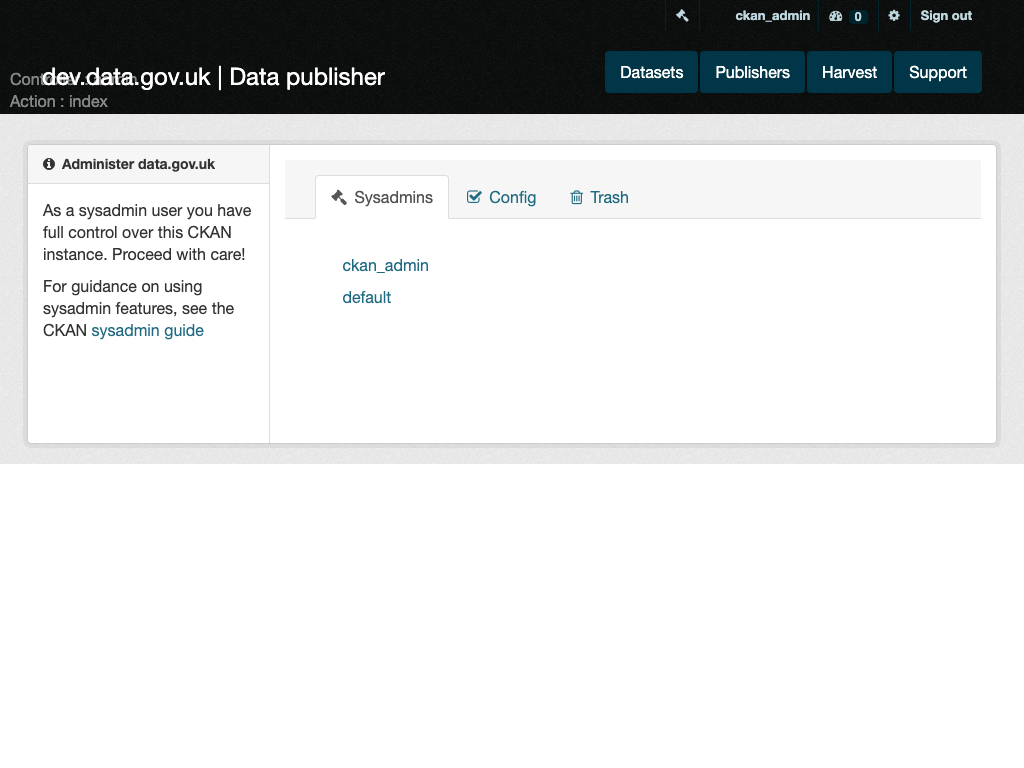 ckan_admin 0 Sign out
dev.data.gov.uk | Data publisher
Action : index
Datasets Publishers Harvest Support
Administer data.gov.uk
As a sysadmin user you have
full control over this CKAN
instance. Proceed with care!
For guidance on using
sysadmin features, see the
CKAN sysadmin guide
Sysadmins Config Trash
ckan_admin
default